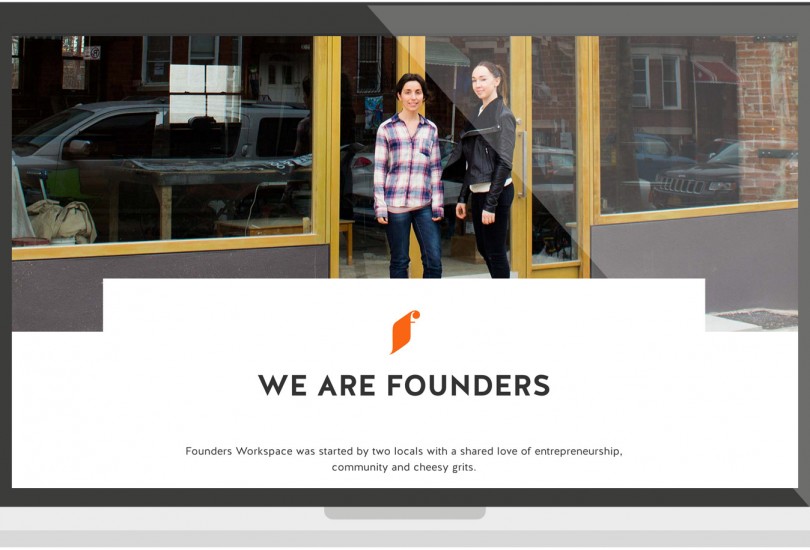 WE ARE FOUNDERS
Founders Workspace was started by two locals with a shared love of entrepreneurship,
community and cheesy grits.